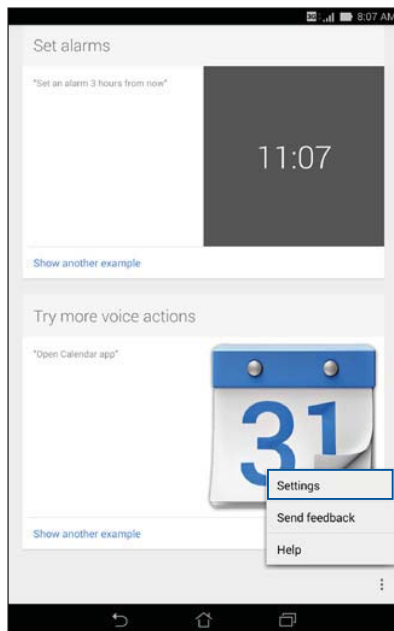 3G 8:07 AM
Set alarms
"Set an alarm 3 hours from now"
11:07
Show another example
Try more voice actions
"Open Calendar app"
31
Settings
Send feedback
Show another example
Help